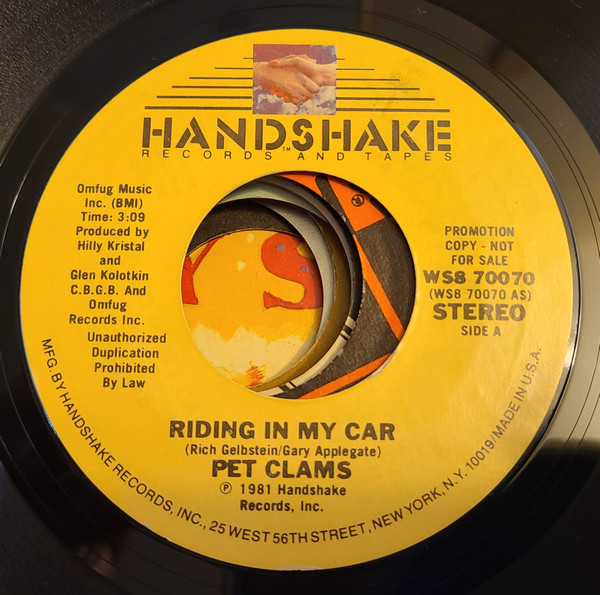 HANDSHAKE™
RECORDS AND TAPES
Omfug Music
Inc. (BMI)
Time: 3:09
Produced by
Hilly Kristal
and
Glen Kolotkin
C.B.G.B. And
Omfug
Records Inc.
Unauthorized
Duplication
Prohibited
By Law
PROMOTION
COPY - NOT
FOR SALE
WS8 70070
(WS8 70070 AS)
STEREO
SIDE A
Y S
RIDING IN MY CAR
(Rich Gelbstein/Gary Applegate)
PET CLAMS
℗ 1981 Handshake
Records, Inc.
MFG. BY HANDSHAKE RECORDS, INC., 25 WEST 56TH STREET, NEW YORK, N.Y. 10019/MADE IN U.S.A.